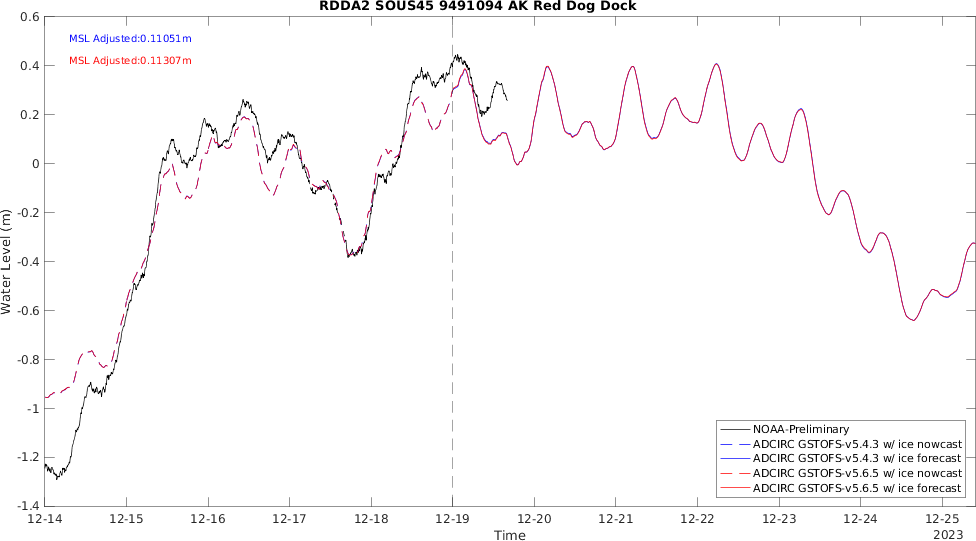 RDDA2 SOUS45 9491094 AK Red Dog Dock
MSL Adjusted:0.11051m
MSL Adjusted:0.11307m
Water Level (m)
0.6
0.4
0.2
0
-0.2
-0.4
-0.6
-0.8
-1
-1.2
-1.4
NOAA-Preliminary
ADCIRC GSTOFS-v5.4.3 w/ ice nowcast
ADCIRC GSTOFS-v5.4.3 w/ ice forecast
ADCIRC GSTOFS-v5.6.5 w/ ice nowcast
ADCIRC GSTOFS-v5.6.5 w/ ice forecast
12-14 12-15 12-16 12-17 12-18 12-19 12-20 12-21 12-22 12-23 12-24 12-25
Time
2023